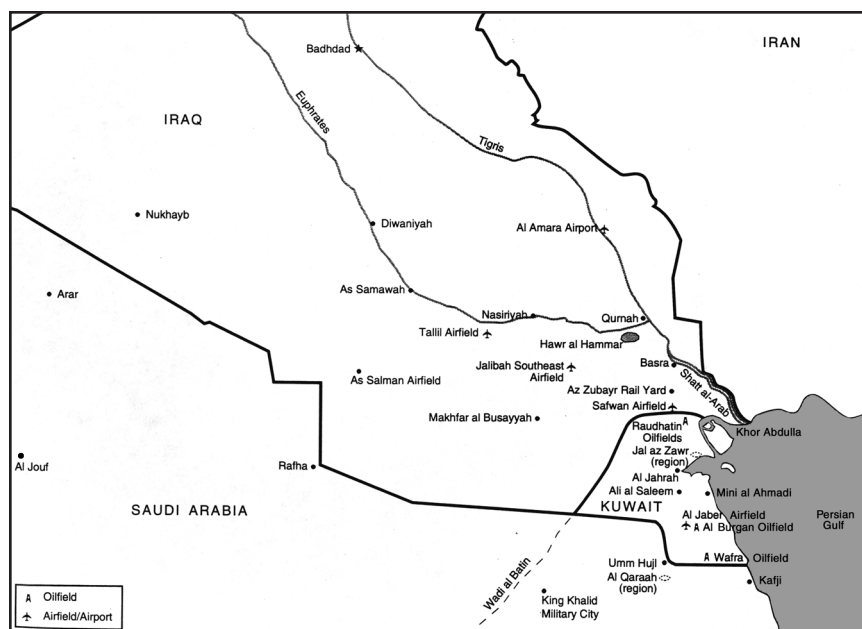 IRAN
Badhdad
Euphrates
IRAQ
Tigris
Nukhayb
Diwaniyah
Al Amara Airport
As Samawah
Arar
Nasiriyah
Qurnah
Tallil Airfield
Hawr al Hammar
Basra
Jalibah Southeast
Airfield
Shatt al-Arab
As Salman Airfield
Az Zubayr Rail Yard
Safwan Airfield
Makhfar al Busayyah
Raudhatin
Oilfields
Khor Abdulla
Jal az Zawr
(region)
Al Jouf
Rafha
Al Jahrah
Ali al Saleem
Mini al Ahmadi
KUWAIT
SAUDI ARABIA
Al Jaber Airfield
Al Burgan Oilfield
Persian
Gulf
Wafra Oilfield
Wadi al Batin
Umm Hujl
Al Qaraah
(region)
Kafji
King Khalid
Military City
Oilfield
Airfield/Airport